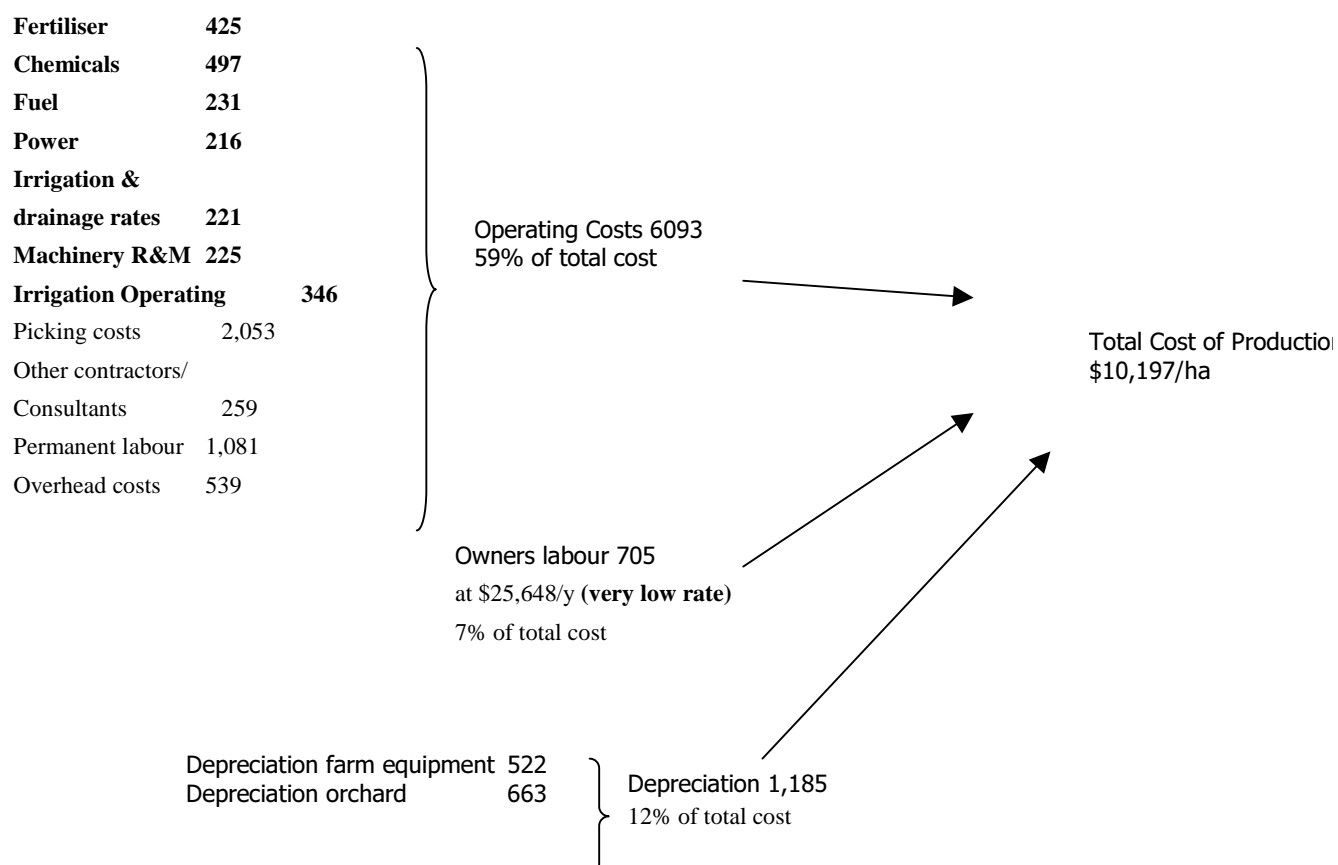 Fertiliser 425
Chemicals 497
Fuel 231
Power 216
Irrigation &
drainage rates 221
Machinery R&M 225
Irrigation Operating 346
Picking costs 2,053
Other contractors/
Consultants 259
Permanent labour 1,081
Overhead costs 539
Operating Costs 6093
59% of total cost
Total Cost of Production
$10,197/ha
Owners labour 705
at $25,648/y (very low rate)
7% of total cost
Depreciation farm equipment 522
Depreciation orchard 663
Depreciation 1,185
12% of total cost